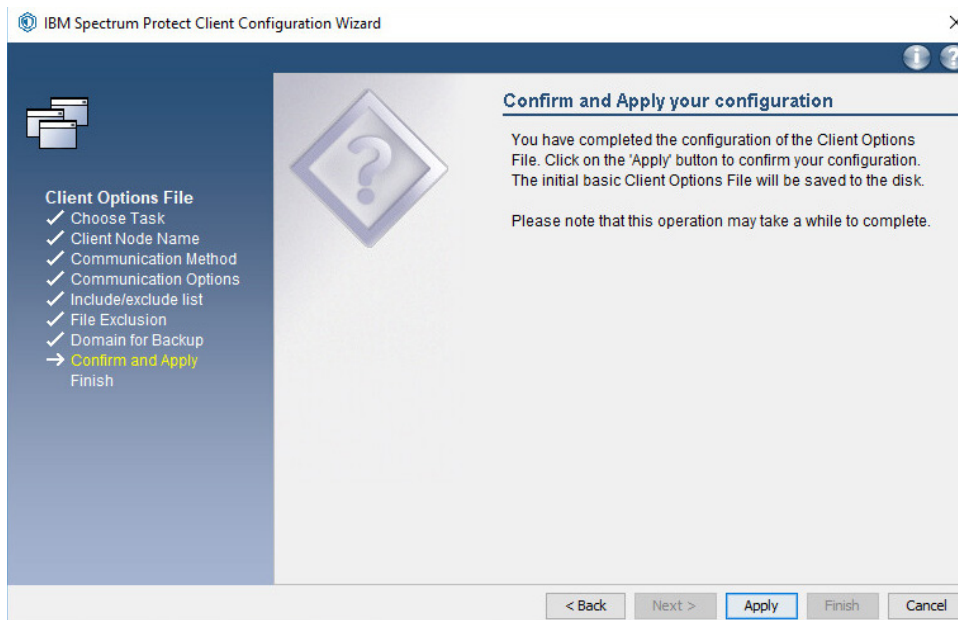 IBM Spectrum Protect Client Configuration Wizard
Client Options File
Choose Task
Client Node Name
Communication Method
Communication Options
Include/exclude list
File Exclusion
Domain for Backup
Confirm and Apply
Finish
Confirm and Apply your configuration
You have completed the configuration of the Client Options
File. Click on the 'Apply' button to confirm your configuration.
The initial basic Client Options File will be saved to the disk.
Please note that this operation may take a while to complete.
< Back Next > Apply Finish Cancel